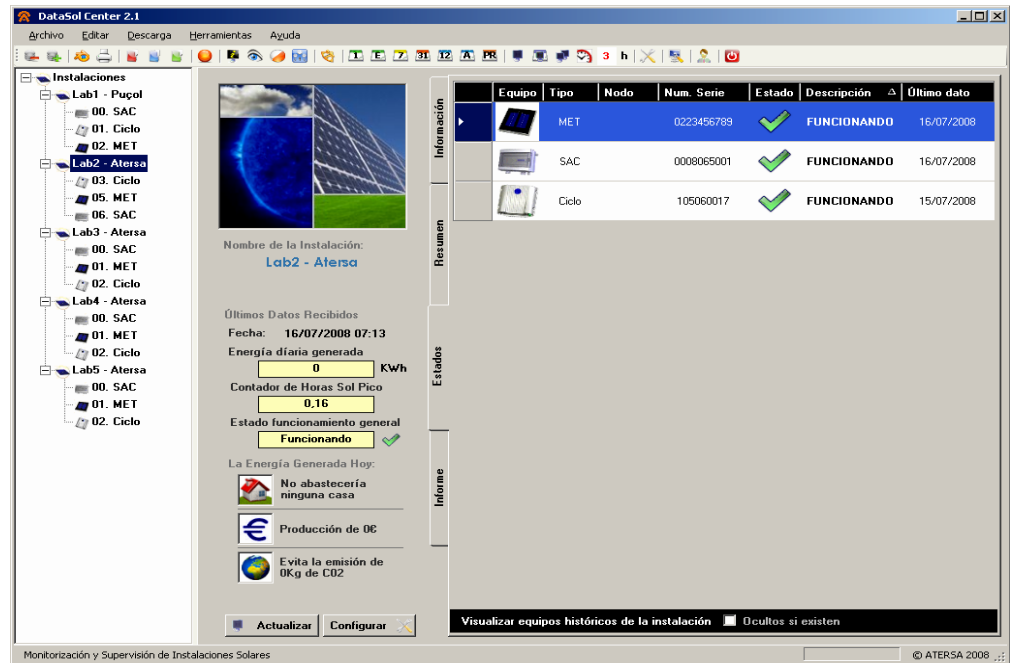 DataSol Center 2.1
Archivo Editar Descarga Herramientas Ayuda
1 E 7 31 12 A PR 3 h
Instalaciones
Lab1 - Puçol
00. SAC
01. Ciclo
02. MET
Lab2 - Atersa
03. Ciclo
05. MET
06. SAC
Lab3 - Atersa
00. SAC
01. MET
02. Ciclo
Lab4 - Atersa
00. SAC
01. MET
02. Ciclo
Lab5 - Atersa
00. SAC
01. MET
02. Ciclo
Nombre de la Instalación:
Lab2 - Atersa
Últimos Datos Recibidos
Fecha: 16/07/2008 07:13
Energía díaria generada
0 KWh
Contador de Horas Sol Pico
0,16
Estado funcionamiento general
Funcionando
La Energía Generada Hoy:
No abastecería
ninguna casa
Producción de 0€
Evita la emisión de
0Kg de CO2
Actualizar Configurar
Información
Resumen
Estados
Informe
Equipo Tipo Nodo Num. Serie Estado Descripción Último dato
MET 0223456789 FUNCIONANDO 16/07/2008
SAC 0008065001 FUNCIONANDO 16/07/2008
Ciclo 105060017 FUNCIONANDO 15/07/2008
Visualizar equipos históricos de la instalación Ocultos si existen
Monitorización y Supervisión de Instalaciones Solares © ATERSA 2008